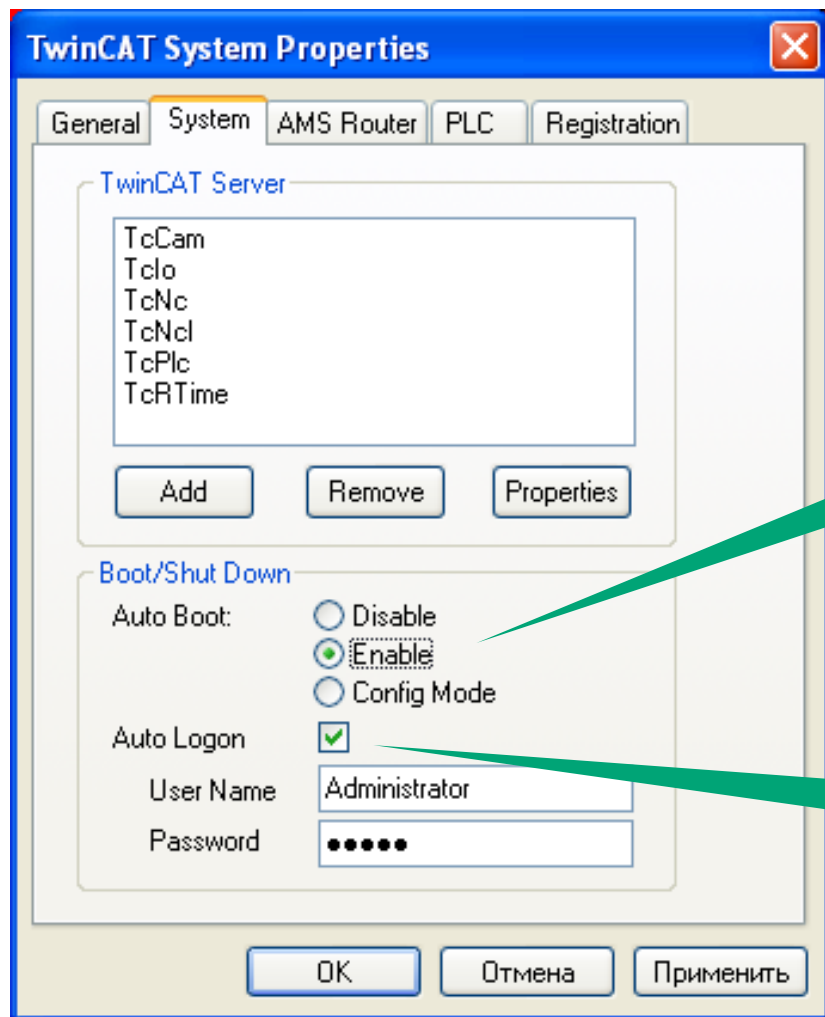 TwinCAT System Properties
General System AMS Router PLC Registration
TwinCAT Server
TcCam
TcIo
TcNc
TcNcI
TcPlc
TcRTime
Add Remove Properties
Boot/Shut Down
Auto Boot: Disable
Enable
Config Mode
Auto Logon
User Name Administrator
Password •••••
OK Отмена Применить